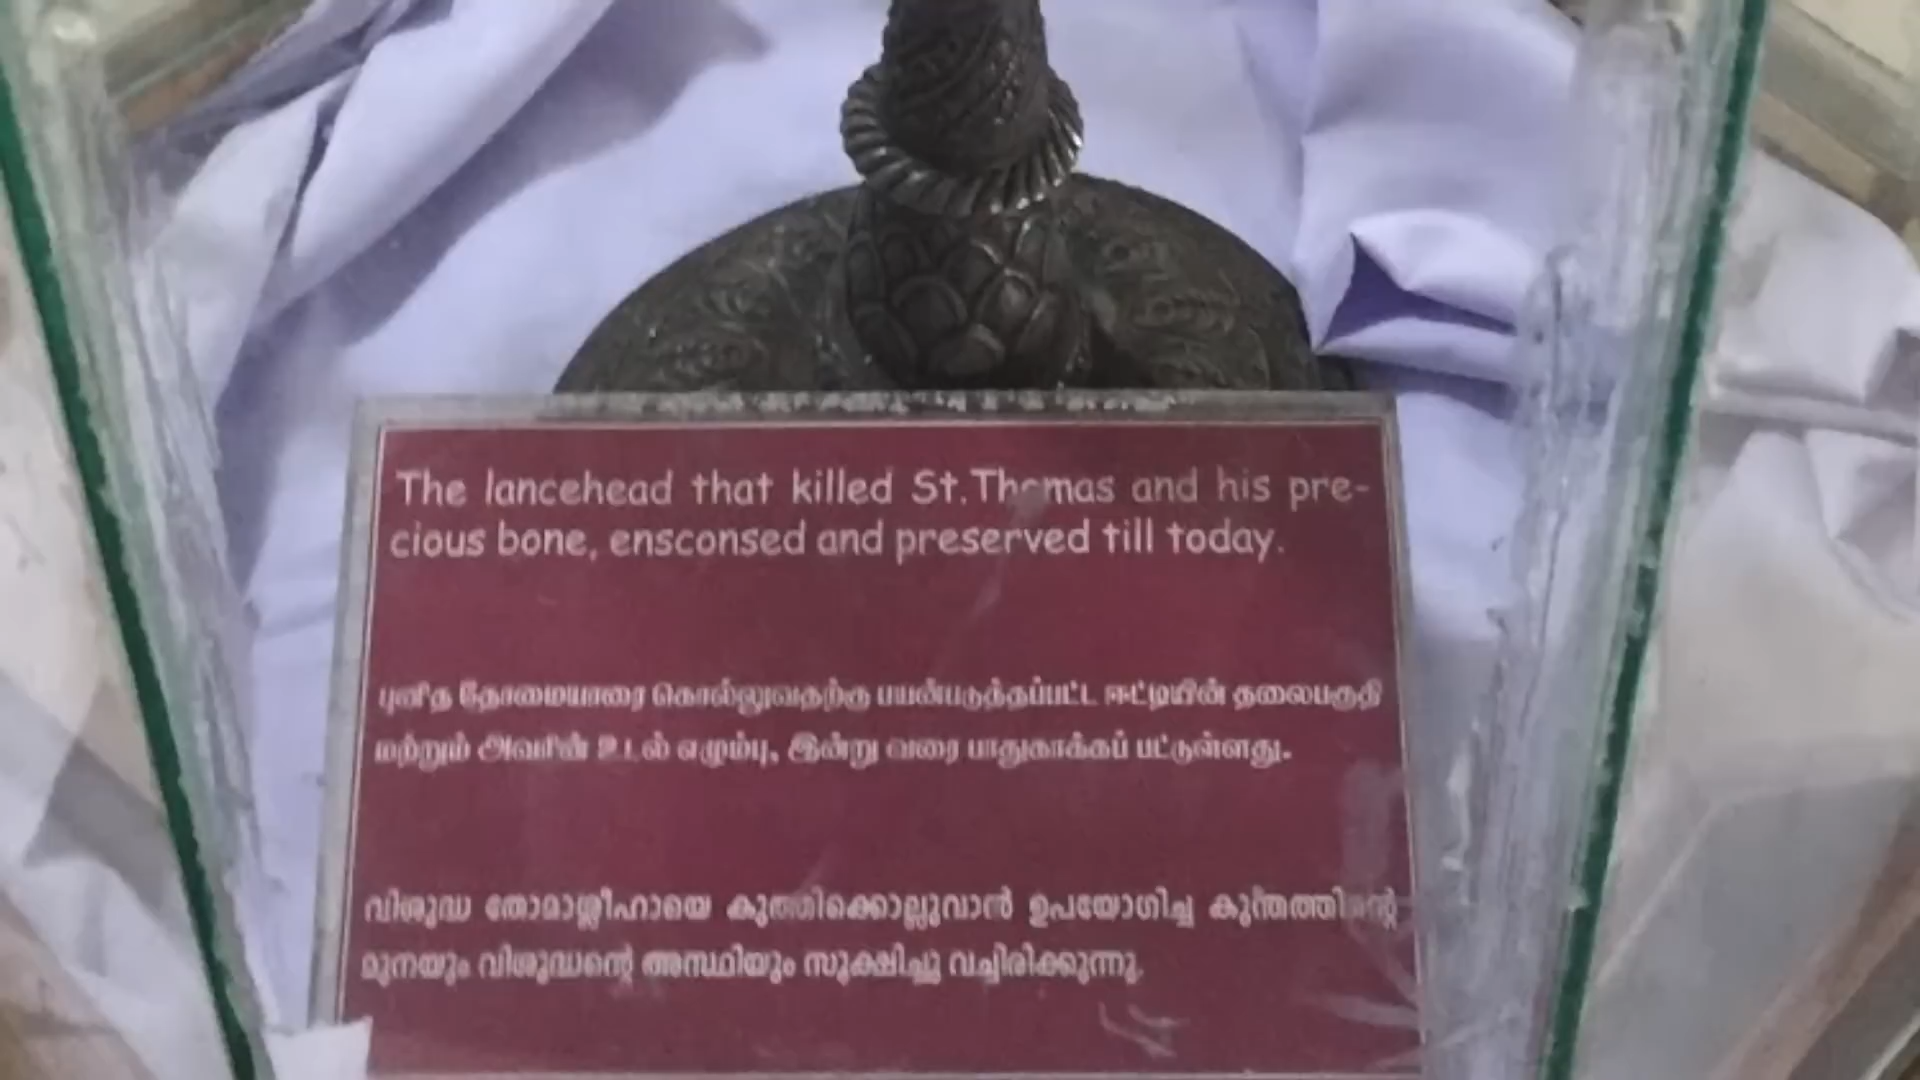 The lancehead that killed St.Thomas and his pre-
cious bone, ensconsed and preserved till today.
புனித தோமையாரை கொல்லுவதற்கு பயன்படுத்தப்பட்ட ஈட்டியின் தலைபகுதி
மற்றும் அவரின் உடல் எழும்பு, இன்று வரை பாதுகாக்கப் பட்டுள்ளது.
വിശുദ്ധ തോമാശ്ലീഹായെ കുത്തിക്കൊല്ലുവാൻ ഉപയോഗിച്ച കുന്തത്തിന്റെ
മുനയും വിശുദ്ധന്റെ അസ്ഥിയും സൂക്ഷിച്ചു വച്ചിരിക്കുന്നു.